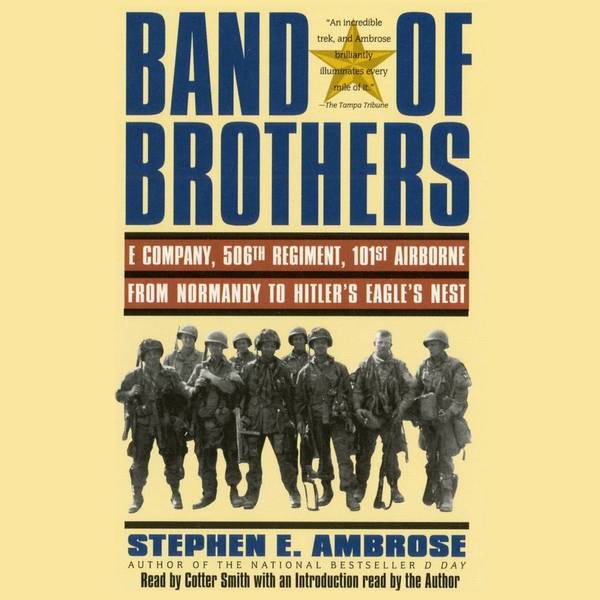 BAND OF
"An incredible
trek, and Ambrose
brilliantly
illuminates every
mile of it."
—The Tampa Tribune
BROTHERS
E COMPANY, 506TH REGIMENT, 101ST AIRBORNE
FROM NORMANDY TO HITLER'S EAGLE'S NEST
STEPHEN E. AMBROSE
AUTHOR OF THE NATIONAL BESTSELLER D DAY
Read by Cotter Smith with an Introduction read by the Author